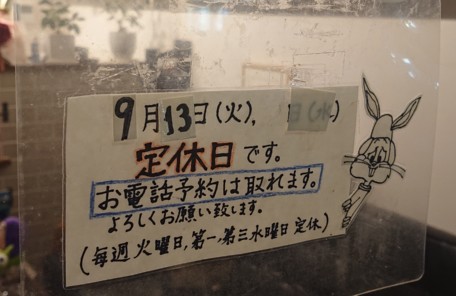 9月13日(火),日(水)
定休日です。
お電話予約は取れます。
よろしくお願い致します。
(毎週火曜日,第一,第三水曜日定休)